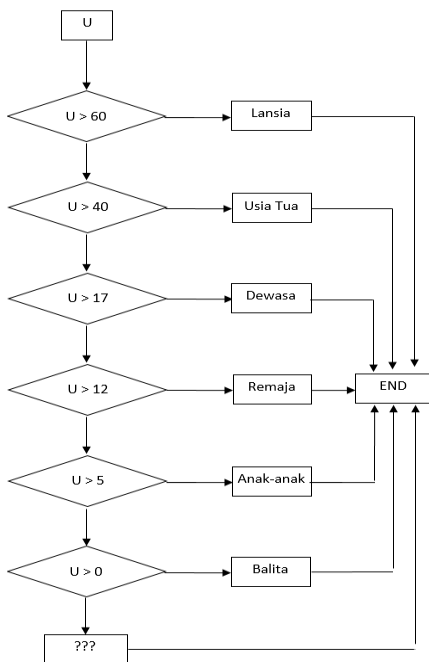 U
U > 60
Lansia
U > 40
Usia Tua
U > 17
Dewasa
U > 12
Remaja
END
U > 5
Anak-anak
U > 0
Balita
???